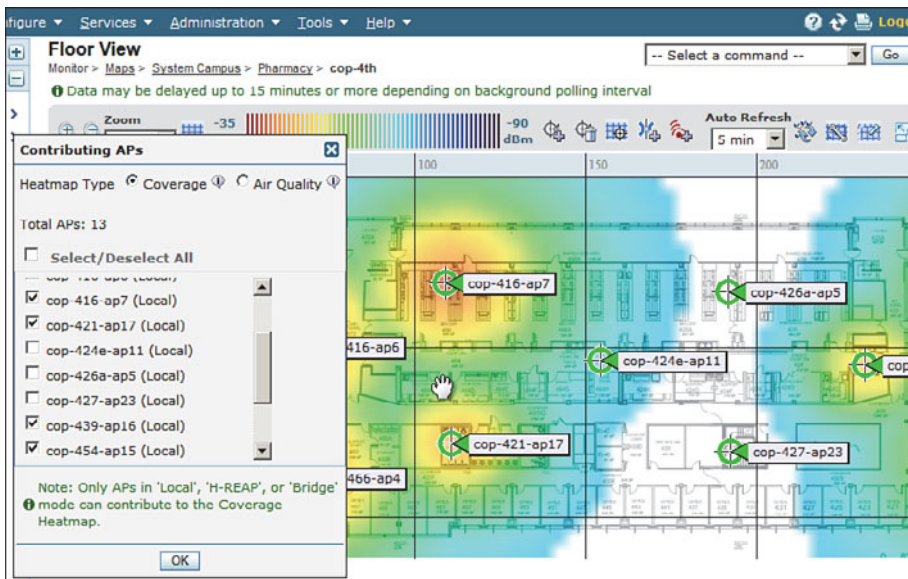 figure Services Administration Tools Help
Logo
Floor View
Monitor > Maps > System Campus > Pharmacy > cop-4th
-- Select a command --
Go
Data may be delayed up to 15 minutes or more depending on background polling interval
Zoom
-35
-90 dBm
Auto Refresh
5 min
Contributing APs
Heatmap Type Coverage Air Quality
Total APs: 13
Select/Deselect All
cop-416-ap7 (Local)
cop-421-ap17 (Local)
cop-424e-ap11 (Local)
cop-426a-ap5 (Local)
cop-427-ap23 (Local)
cop-439-ap16 (Local)
cop-454-ap15 (Local)
Note: Only APs in 'Local', 'H-REAP', or 'Bridge'
mode can contribute to the Coverage
Heatmap.
OK
100
150
200
cop-416-ap7
cop-426a-ap5
416-ap6
cop-424e-ap11
cop
cop-421-ap17
cop-427-ap23
466-ap4